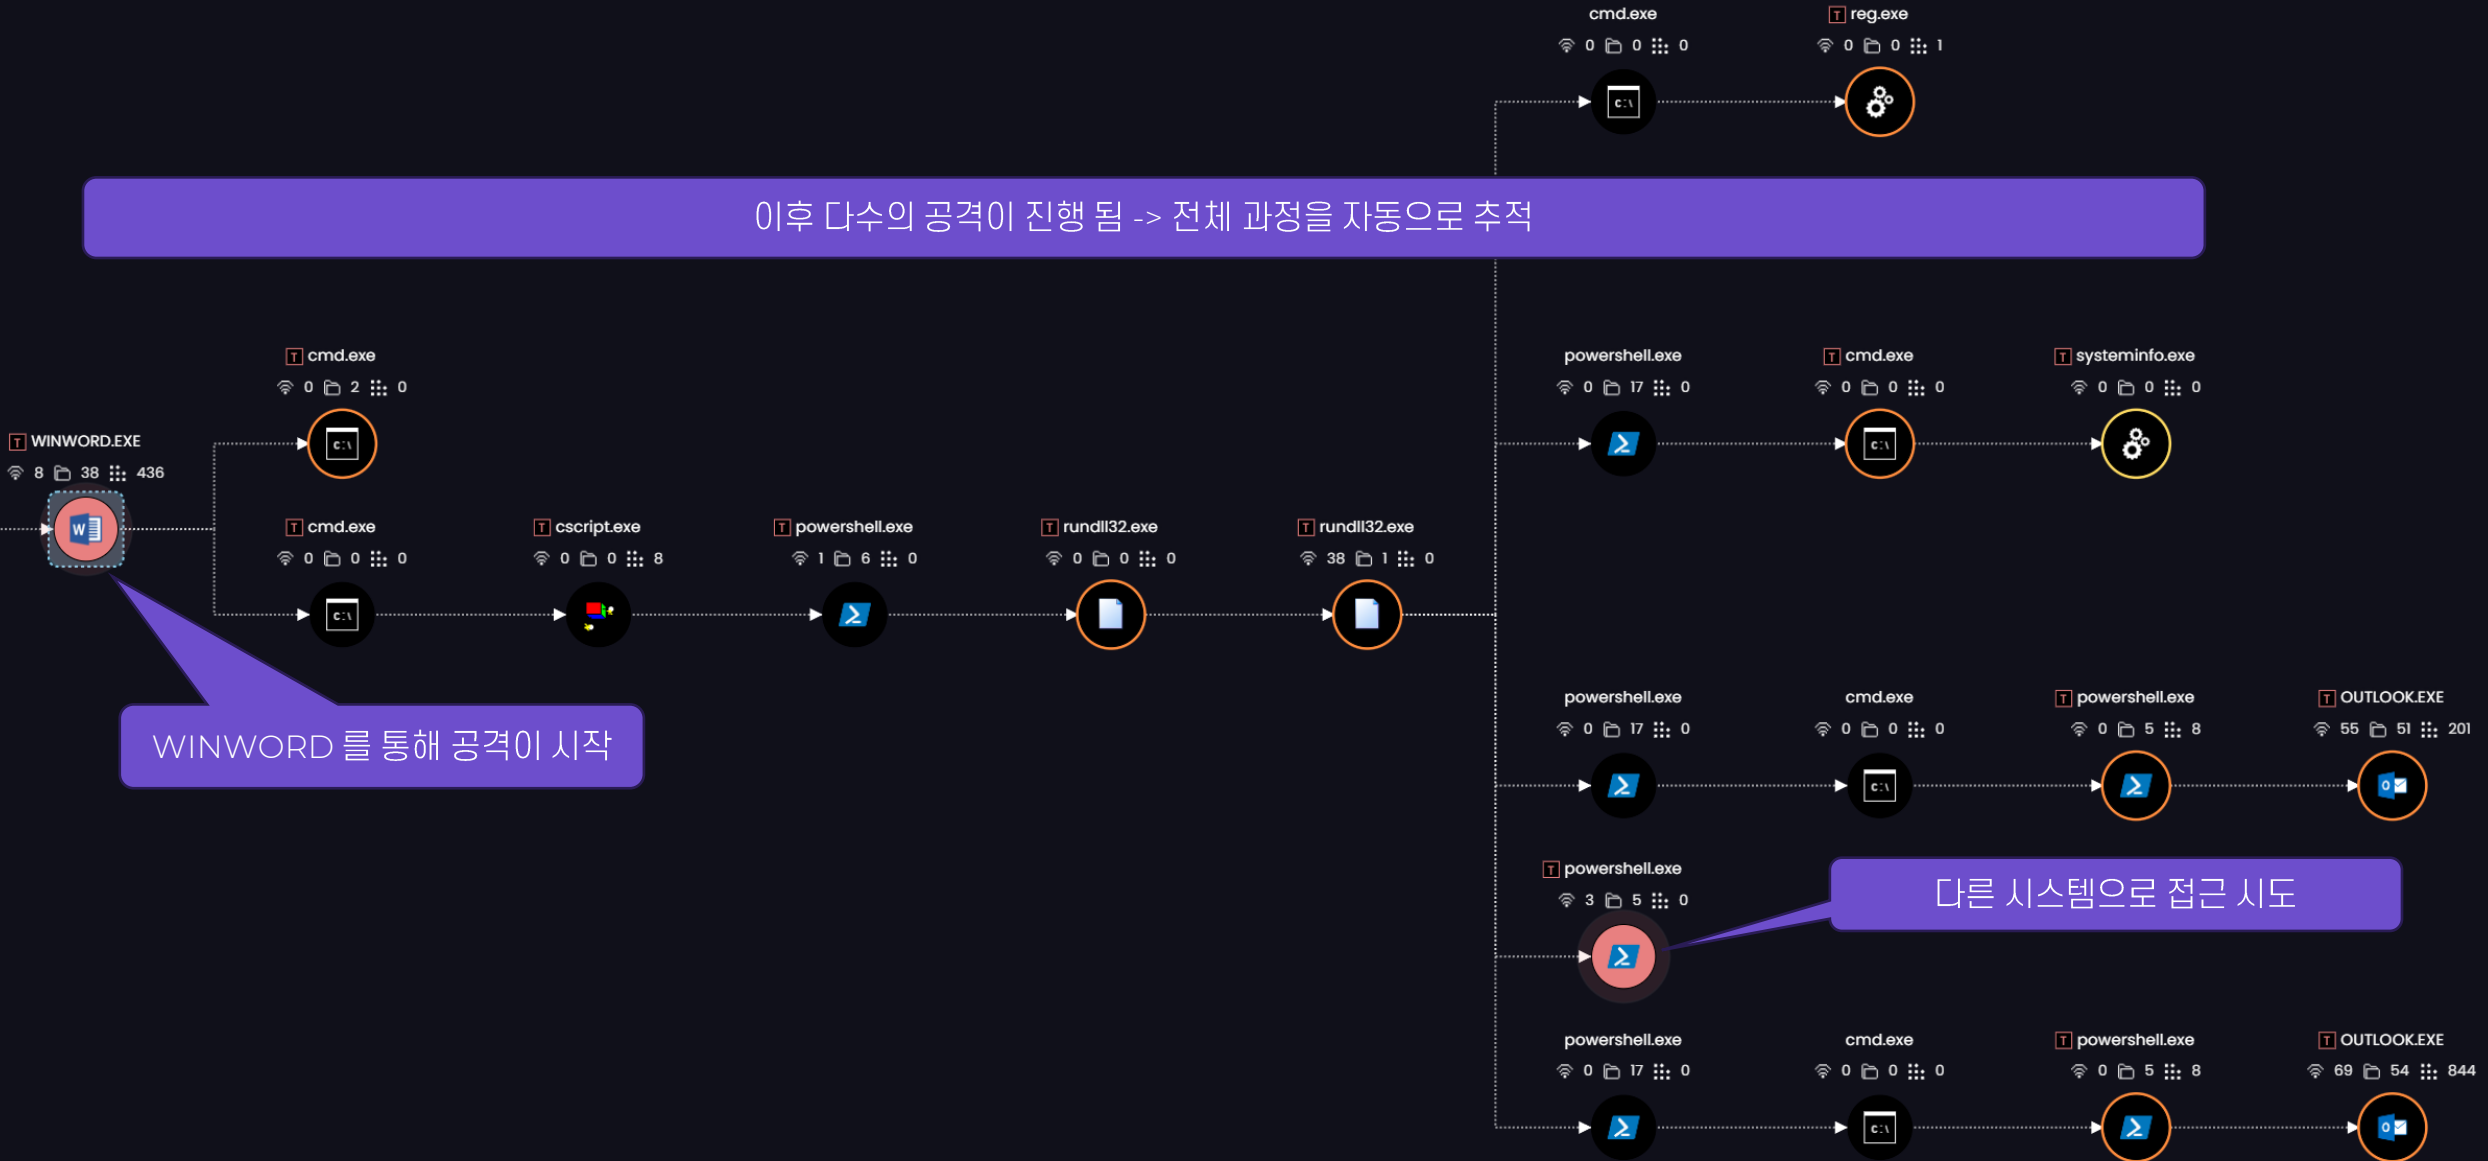 cmd.exe
0 0 0
T reg.exe
0 0 1
이후 다수의 공격이 진행 됨 -> 전체 과정을 자동으로 추적
T cmd.exe
0 2 0
powershell.exe
0 17 0
T cmd.exe
0 0 0
T systeminfo.exe
0 0 0
T WINWORD.EXE
8 38 436
W
C:\
C:\
T cmd.exe
0 0 0
T cscript.exe
0 0 8
T powershell.exe
1 6 0
T rundll32.exe
0 0 0
T rundll32.exe
38 1 0
C:\
C:\
WINWORD 를 통해 공격이 시작
powershell.exe
0 17 0
cmd.exe
0 0 0
T powershell.exe
0 5 8
T OUTLOOK.EXE
55 51 201
C:\
O
T powershell.exe
3 5 0
다른 시스템으로 접근 시도
powershell.exe
0 17 0
cmd.exe
0 0 0
T powershell.exe
0 5 8
T OUTLOOK.EXE
69 54 844
C:\
O